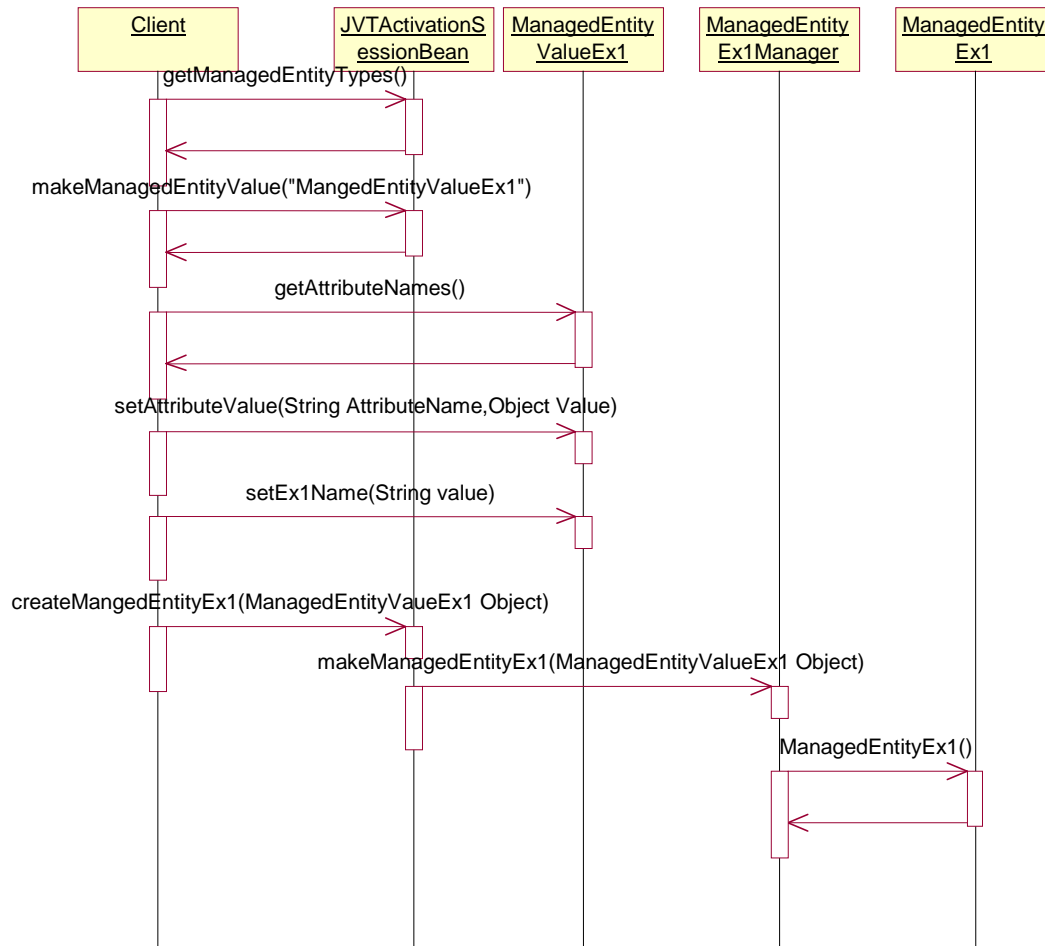 Client
JVTActivationS
essionBean
ManagedEntity
ValueEx1
ManagedEntity
Ex1Manager
ManagedEntity
Ex1
getManagedEntityTypes()
makeManagedEntityValue("MangedEntityValueEx1")
getAttributeNames()
setAttributeValue(String AttributeName,Object Value)
setEx1Name(String value)
createMangedEntityEx1(ManagedEntityVaueEx1 Object)
makeManagedEntityEx1(ManagedEntityValueEx1 Object)
ManagedEntityEx1()